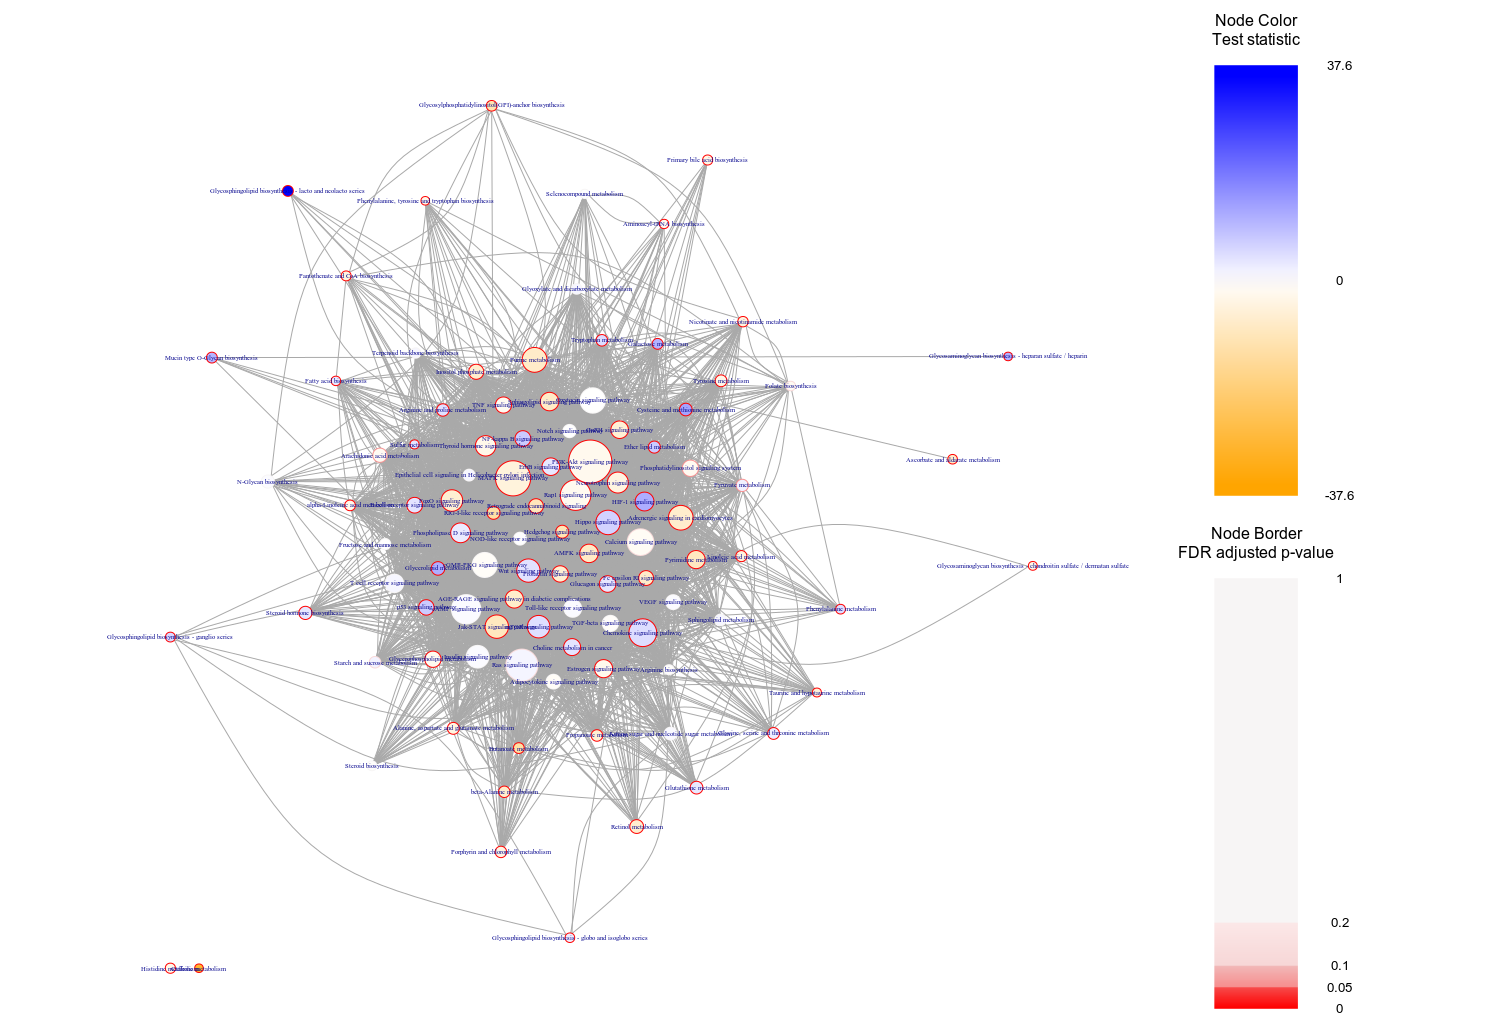 Node Color
Test statistic
37.6
0
-37.6
Node Border
FDR adjusted p-value
1
0.2
0.1
0.05
0
Glycosylphosphatidylinositol(GPI)-anchor biosynthesis
Primary bile acid biosynthesis
Glycosphingolipid biosynthesis - lacto and neolacto series
Selenocompound metabolism
Phenylalanine, tyrosine and tryptophan biosynthesis
Aminoacyl-tRNA biosynthesis
Pantothenate and CoA biosynthesis
Glyoxylate and dicarboxylate metabolism
Nicotinate and nicotinamide metabolism
Tryptophan metabolism
Galactose metabolism
Terpenoid backbone biosynthesis
Mucin type O-Glycan biosynthesis
Purine metabolism
Glycosaminoglycan biosynthesis - heparan sulfate / heparin
Inositol phosphate metabolism
Fatty acid biosynthesis
Tyrosine metabolism
Folate biosynthesis
TNF signaling pathway
Arginine and proline metabolism
Cysteine and methionine metabolism
Notch signaling pathway
NF-kappa B signaling pathway
Sulfur metabolism
Thyroid hormone signaling pathway
Ether lipid metabolism
Arachidonic acid metabolism
PI3K-Akt signaling pathway
Ascorbate and aldarate metabolism
ErbB signaling pathway
Phosphatidylinositol signaling system
Epithelial cell signaling in Helicobacter pylori infection
MAPK signaling pathway
N-Glycan biosynthesis
Neurotrophin signaling pathway
Pyruvate metabolism
Rap1 signaling pathway
FoxO signaling pathway
HIF-1 signaling pathway
alpha-Linolenic acid metabolism
Retrograde endocannabinoid signaling
RIG-I-like receptor signaling pathway
Adrenergic signaling in cardiomyocytes
Hippo signaling pathway
Phospholipase D signaling pathway
Hedgehog signaling pathway
NOD-like receptor signaling pathway
Calcium signaling pathway
Fructose and mannose metabolism
AMPK signaling pathway
Linoleic acid metabolism
Pyrimidine metabolism
cGMP-PKG signaling pathway
Glycerolipid metabolism
Wnt signaling pathway
Glycosaminoglycan biosynthesis - chondroitin sulfate / dermatan sulfate
Fc epsilon RI signaling pathway
Glucagon signaling pathway
T cell receptor signaling pathway
AGE-RAGE signaling pathway in diabetic complications
VEGF signaling pathway
p53 signaling pathway
Toll-like receptor signaling pathway
Phenylalanine metabolism
Steroid hormone biosynthesis
Sphingolipid metabolism
TGF-beta signaling pathway
Jak-STAT signaling pathway
Chemokine signaling pathway
Glycosphingolipid biosynthesis - ganglio series
Choline metabolism in cancer
Insulin signaling pathway
Glycerophospholipid metabolism
Starch and sucrose metabolism
Ras signaling pathway
Estrogen signaling pathway
Arginine biosynthesis
Adipocytokine signaling pathway
Taurine and hypotaurine metabolism
Alanine, aspartate and glutamate metabolism
Propanoate metabolism
Amino sugar and nucleotide sugar metabolism
Glycine, serine and threonine metabolism
Butanoate metabolism
Steroid biosynthesis
Glutathione metabolism
beta-Alanine metabolism
Retinol metabolism
Porphyrin and chlorophyll metabolism
Glycosphingolipid biosynthesis - globo and isoglobo series
Histidine metabolism